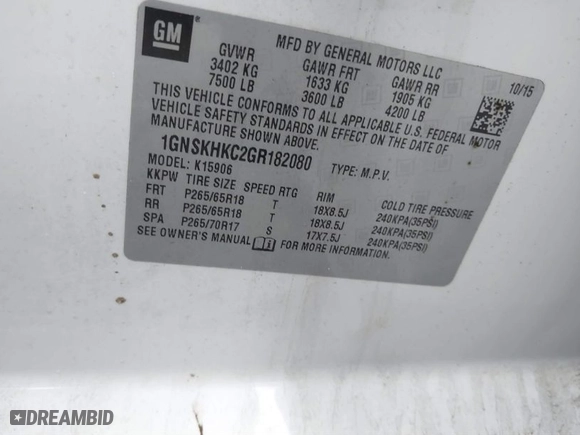 GM
MFD BY GENERAL MOTORS LLC
10/15
GVWR GAWR FRT GAWR RR
3402 KG 1633 KG 1905 KG
7500 LB 3600 LB 4200 LB
THIS VEHICLE CONFORMS TO ALL APPLICABLE U.S. FEDERAL MOTOR
VEHICLE SAFETY STANDARDS IN EFFECT ON THE DATE OF
MANUFACTURE SHOWN ABOVE.
1GNSKHKC2GR182080
TYPE: M.P.V.
MODEL: K15906
KKPW TIRE SIZE SPEED RTG RIM COLD TIRE PRESSURE
FRT P265/65R18 T 18X8.5J 240KPA(35PSI)
RR P265/65R18 T 18X8.5J 240KPA(35PSI)
SPA P265/70R17 S 17X7.5J 240KPA(35PSI)
SEE OWNER'S MANUAL FOR MORE INFORMATION.
DREAMBID